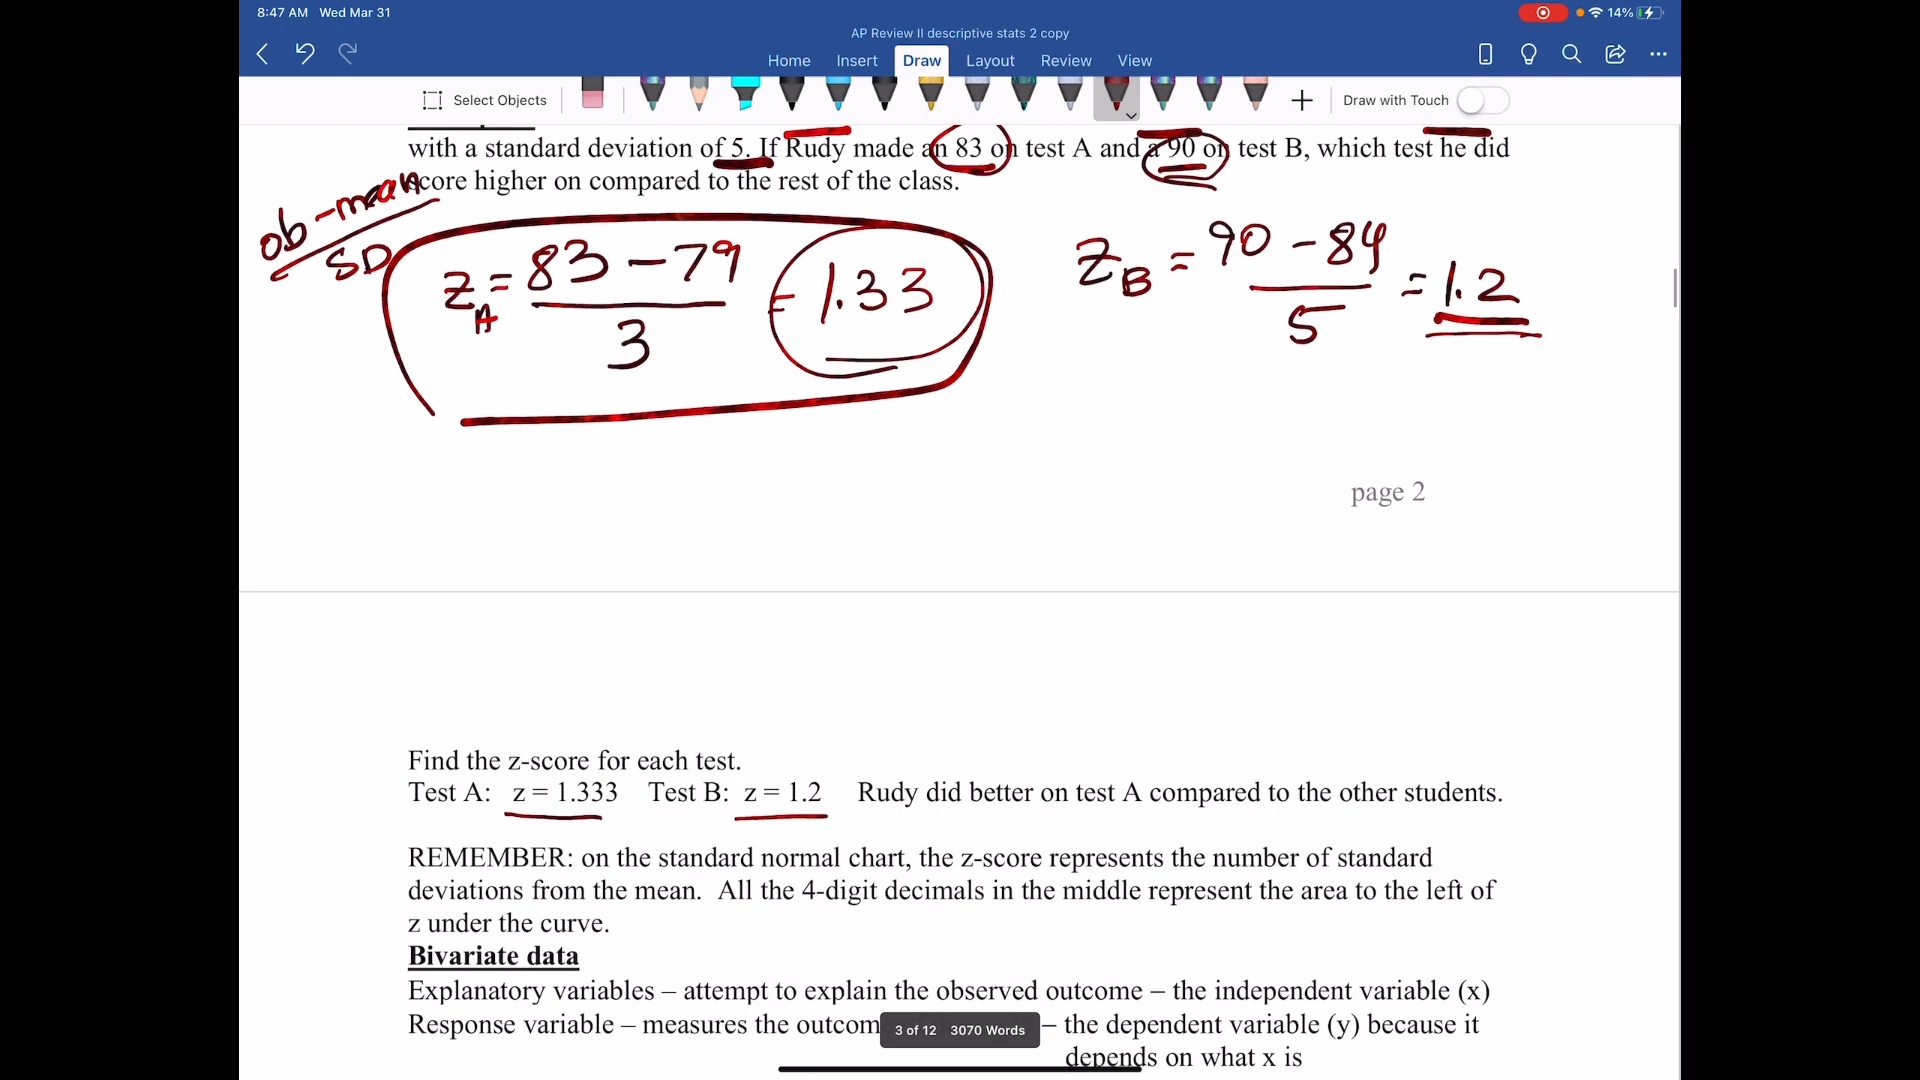 8:47 AM Wed Mar 31
14%
AP Review II descriptive stats 2 copy
Home Insert Draw Layout Review View
Select Objects
Draw with Touch
with a standard deviation of 5. If Rudy made an 83 on test A and a 90 on test B, which test he did
score higher on compared to the rest of the class.
ob - mean
SD
z_A = 83 - 79 / 3 = 1.33
z_B = 90 - 84 / 5 = 1.2
page 2
Find the z-score for each test.
Test A: z = 1.333 Test B: z = 1.2 Rudy did better on test A compared to the other students.
REMEMBER: on the standard normal chart, the z-score represents the number of standard
deviations from the mean. All the 4-digit decimals in the middle represent the area to the left of
z under the curve.
Bivariate data
Explanatory variables – attempt to explain the observed outcome – the independent variable (x)
Response variable – measures the outcom – the dependent variable (y) because it
3 of 12 3070 Words
depends on what x is